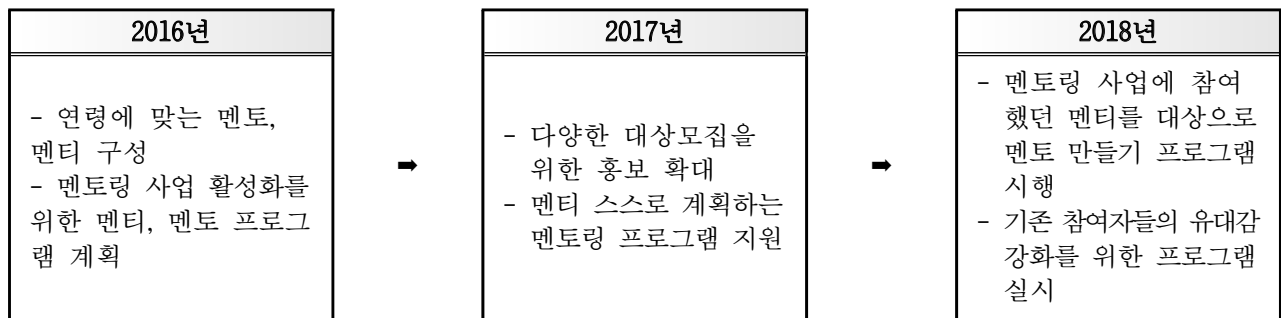 2016년
- 연령에 맞는 멘토,
멘티 구성
- 멘토링 사업 활성화를
위한 멘티, 멘토 프로그
램 계획
➡
2017년
- 다양한 대상모집을
위한 홍보 확대
- 멘티 스스로 계획하는
멘토링 프로그램 지원
➡
2018년
- 멘토링 사업에 참여
했던 멘티를 대상으로
멘토 만들기 프로그램
시행
- 기존 참여자들의 유대감
강화를 위한 프로그램
실시